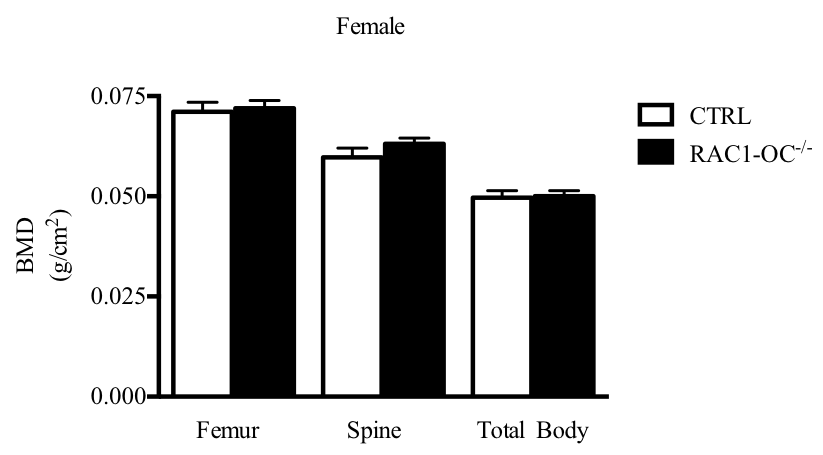 Female
CTRL
RAC1-OC-/-
BMD
(g/cm2)
0.075
0.050
0.025
0.000
Femur
Spine
Total Body